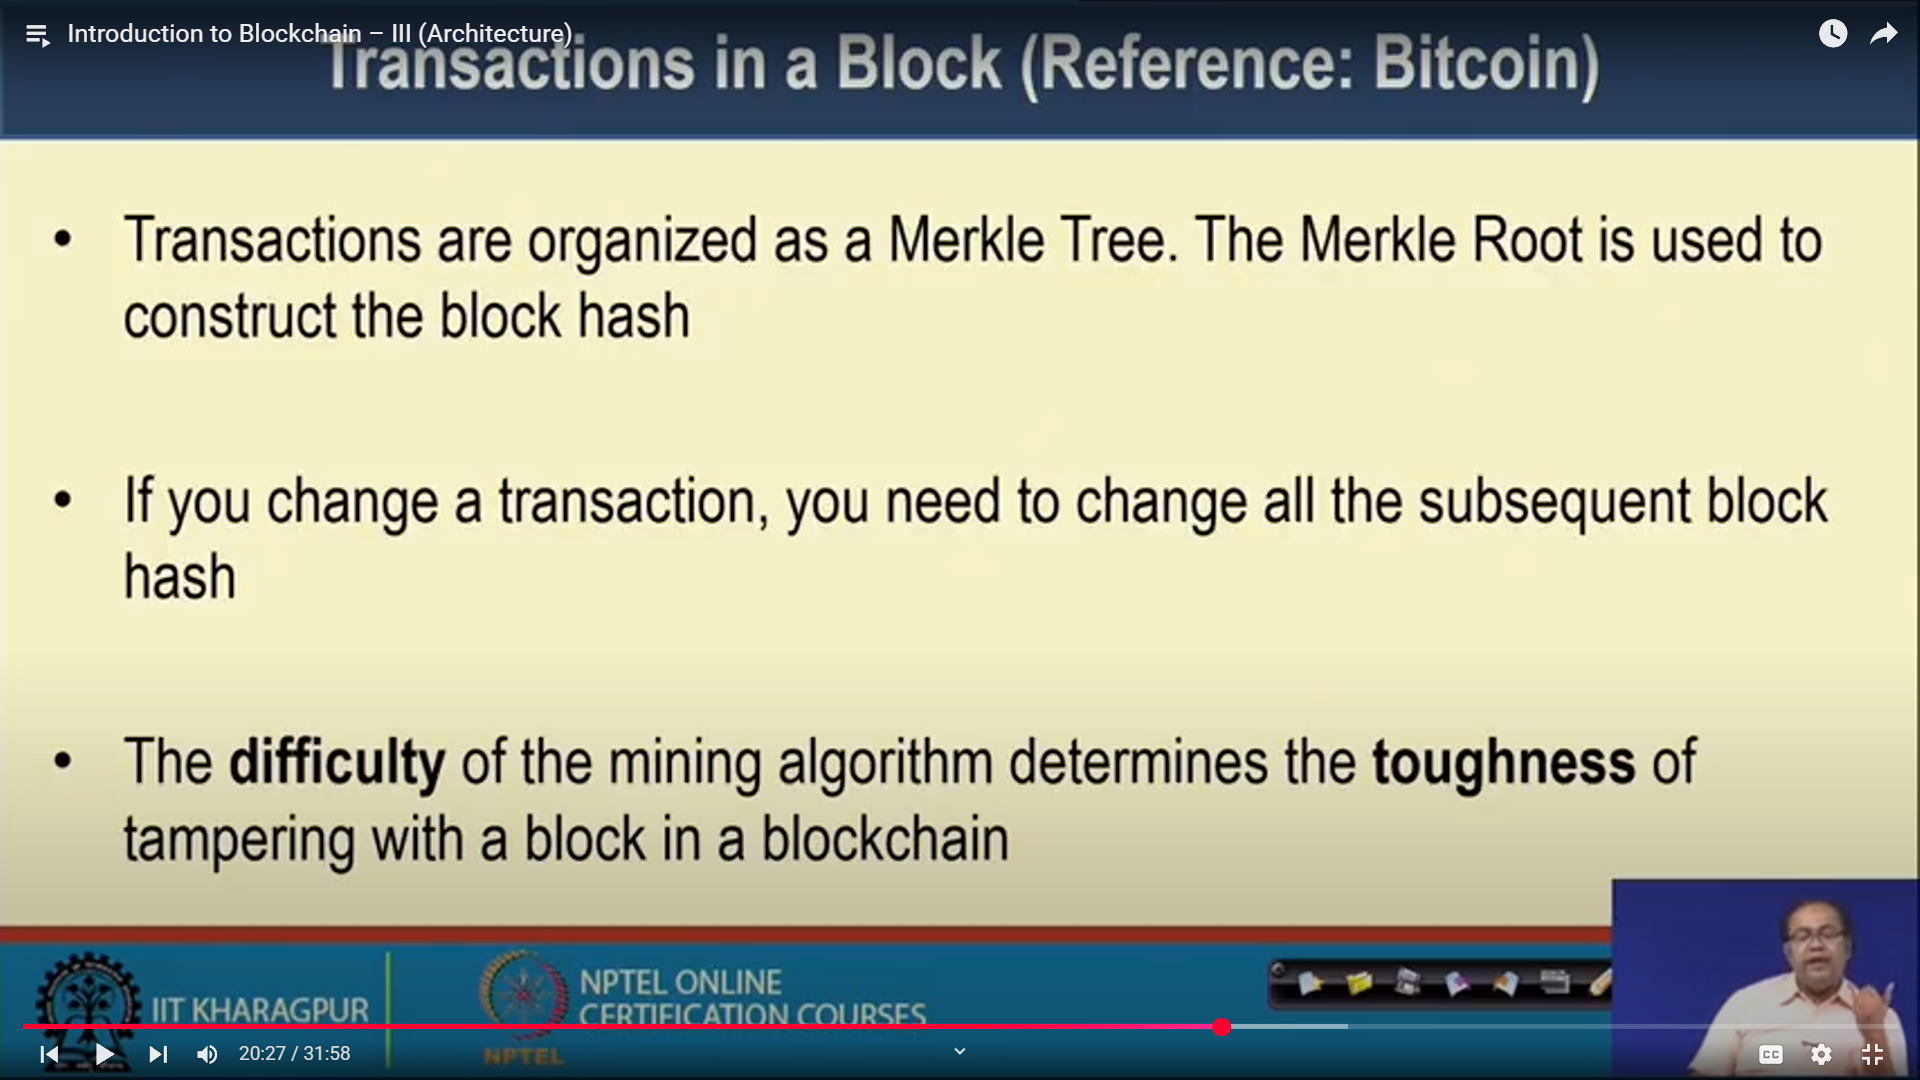 Introduction to Blockchain – III (Architecture)
Transactions in a Block (Reference: Bitcoin)
• Transactions are organized as a Merkle Tree. The Merkle Root is used to
construct the block hash
• If you change a transaction, you need to change all the subsequent block
hash
• The difficulty of the mining algorithm determines the toughness of
tampering with a block in a blockchain
IIT KHARAGPUR
NPTEL ONLINE
CERTIFICATION COURSES
NPTEL
20:27 / 31:58
CC